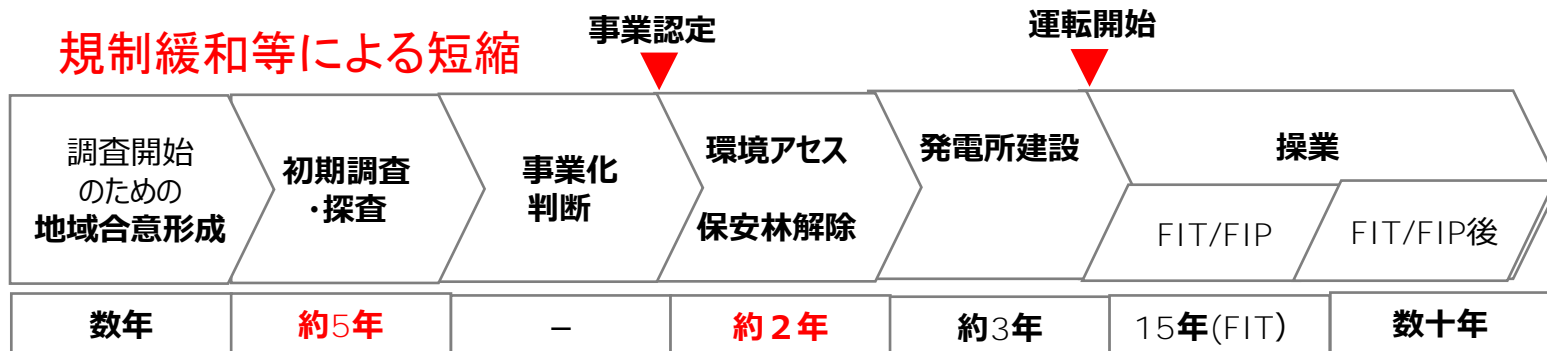 規制緩和等による短縮
事業認定
運転開始
調査開始
のための
地域合意形成
初期調査
・探査
事業化
判断
環境アセス
保安林解除
発電所建設
操業
FIT/FIP
FIT/FIP後
数年
約5年
－
約２年
約3年
15年(FIT）
数十年